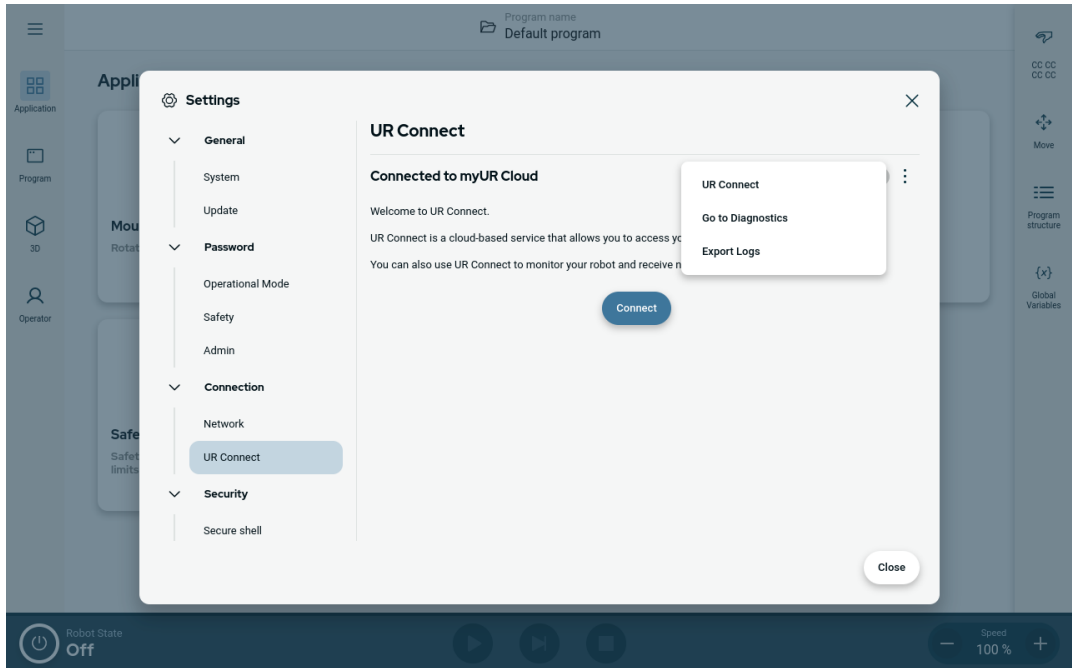 Program name
Default program
Application
Program
3D
Operator
Appli
Mou
Rotat
Safe
Safet
limits
Settings
General
System
Update
Password
Operational Mode
Safety
Admin
Connection
Network
UR Connect
Security
Secure shell
UR Connect
Connected to myUR Cloud
Welcome to UR Connect.
UR Connect is a cloud-based service that allows you to access yo
You can also use UR Connect to monitor your robot and receive n
Connect
UR Connect
Go to Diagnostics
Export Logs
Close
CC CC
CC CC
Move
Program
structure
{x}
Global
Variables
Robot State
Off
Speed
100 %